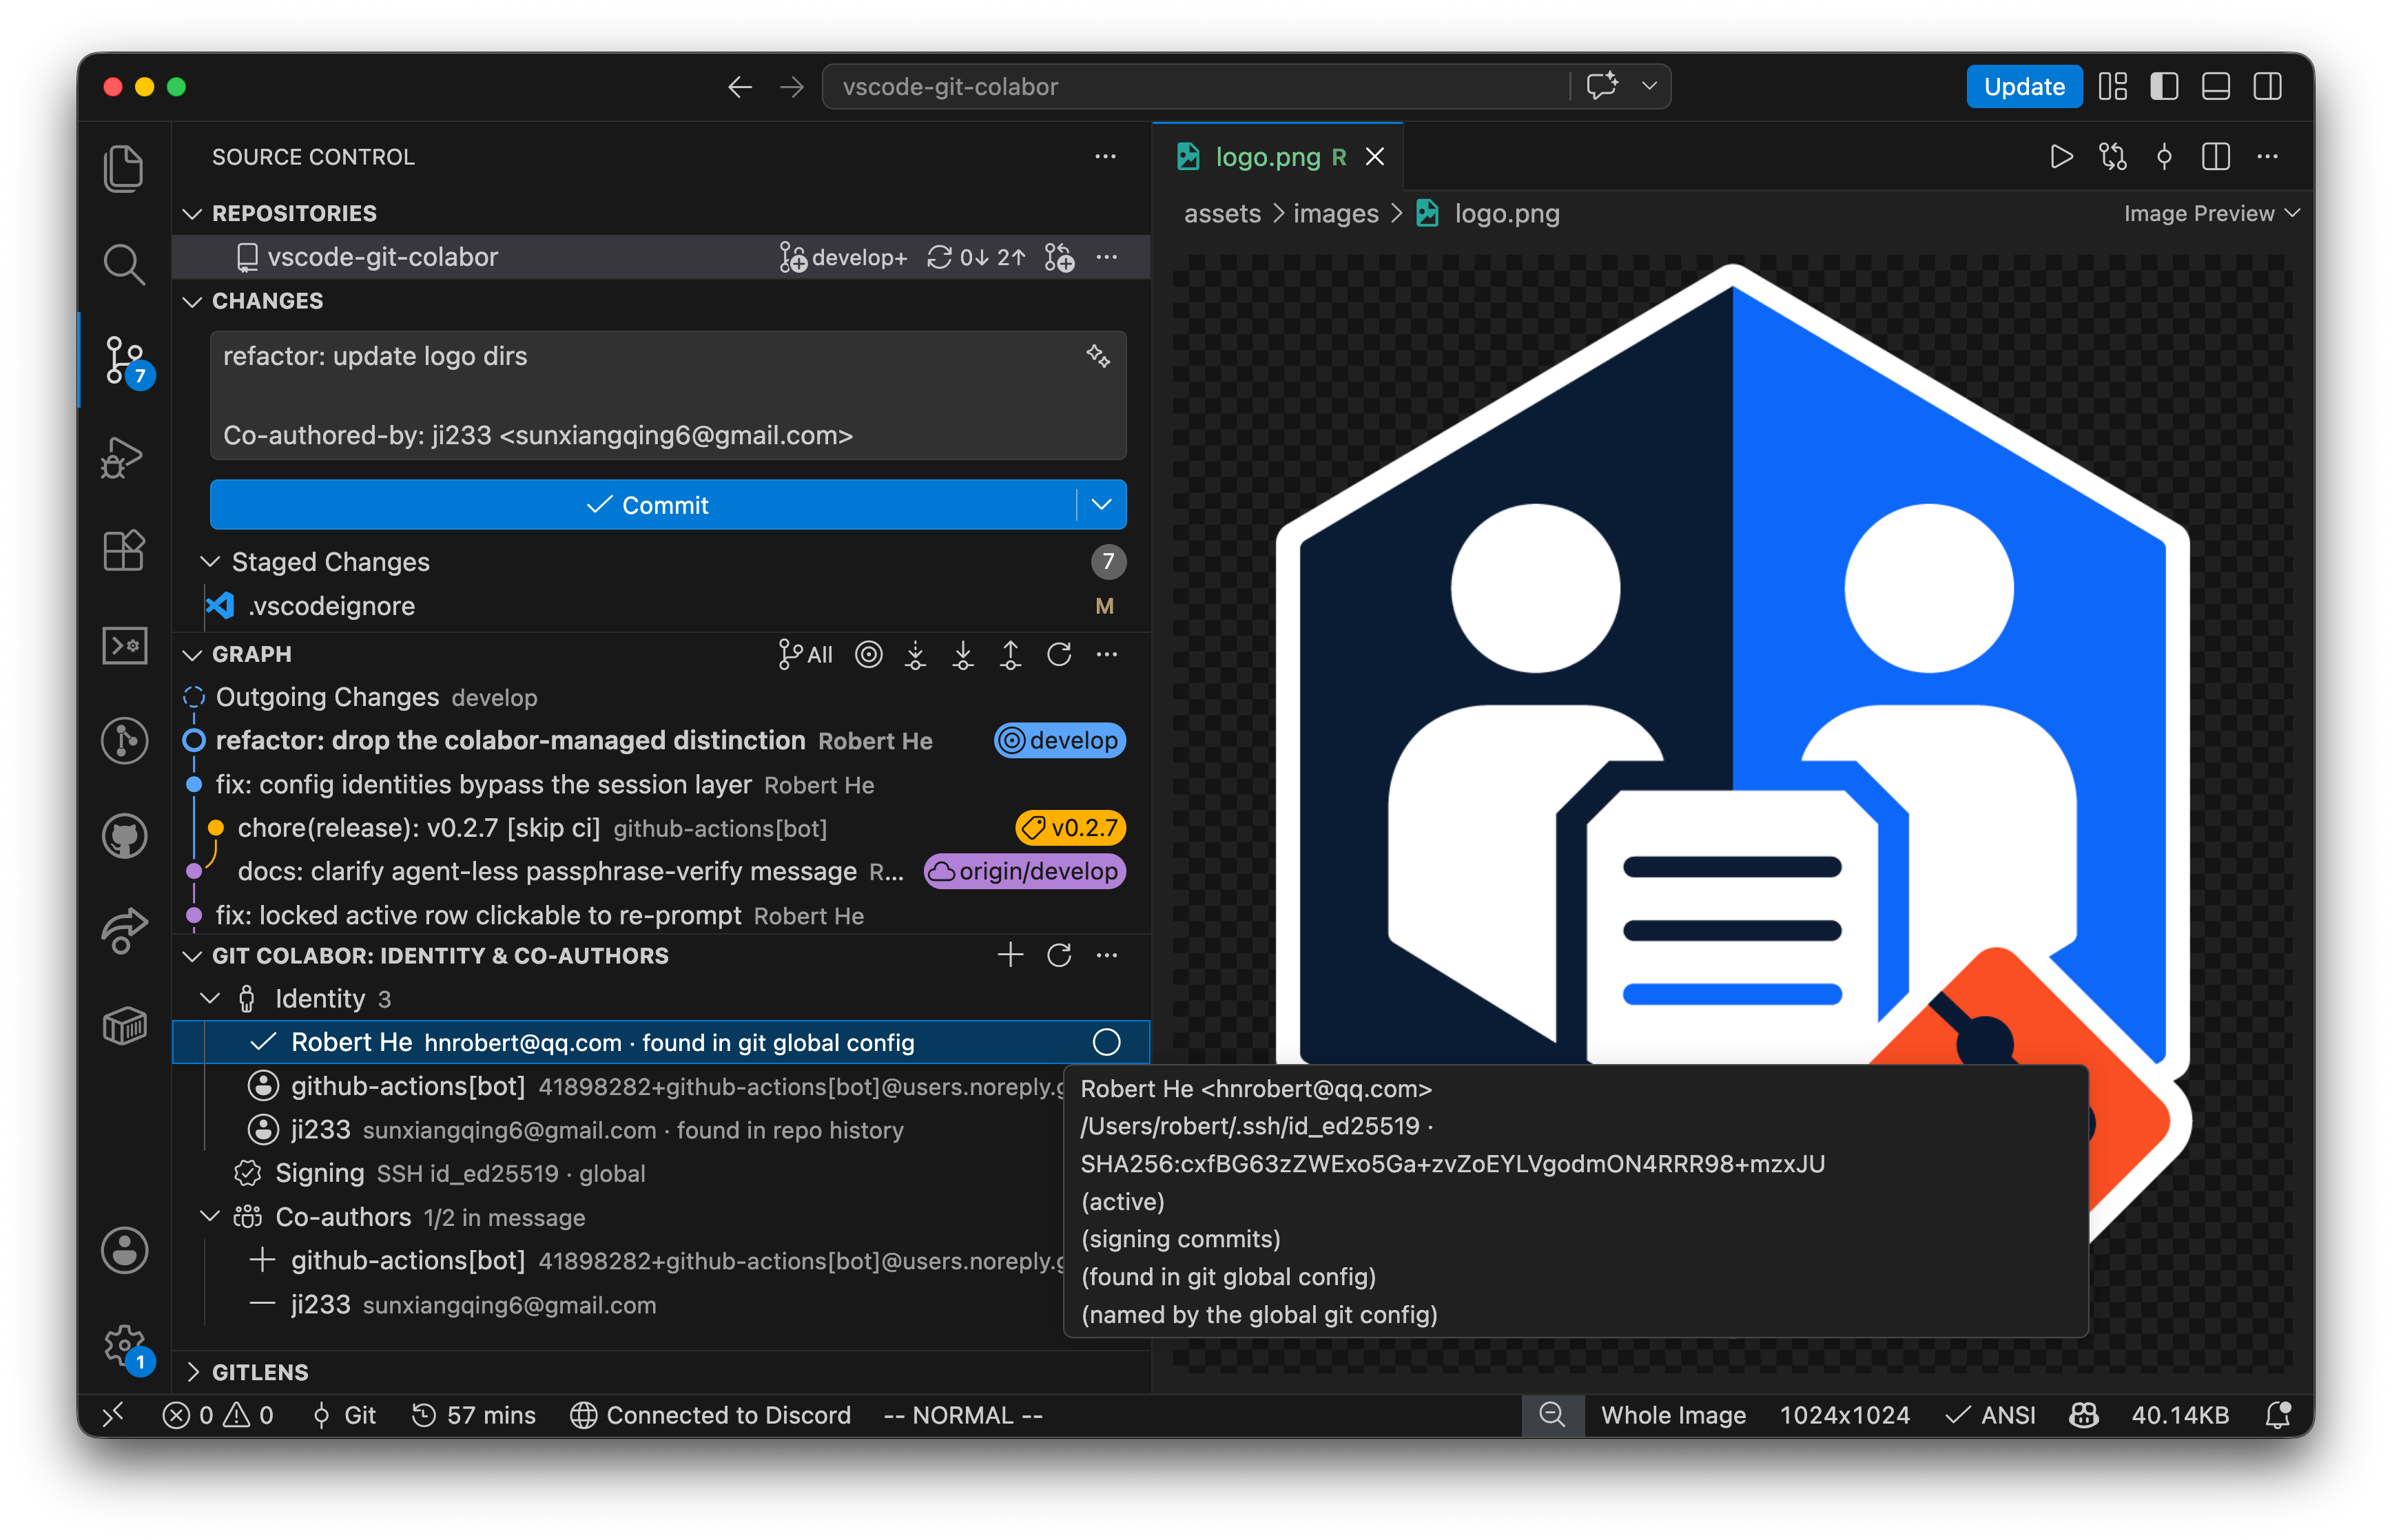 vscode-git-colabor
Update
SOURCE CONTROL
REPOSITORIES
vscode-git-colabor develop+ 0↓ 2↑
CHANGES
refactor: update logo dirs
Co-authored-by: ji233 <sunxiangqing6@gmail.com>
Commit
Staged Changes 7
.vscodeignore M
GRAPH All
Outgoing Changes develop
refactor: drop the colabor-managed distinction Robert He develop
fix: config identities bypass the session layer Robert He
chore(release): v0.2.7 [skip ci] github-actions[bot] v0.2.7
docs: clarify agent-less passphrase-verify message R... origin/develop
fix: locked active row clickable to re-prompt Robert He
GIT COLABOR: IDENTITY & CO-AUTHORS
Identity 3
Robert He hnrobert@qq.com · found in git global config
github-actions[bot] 41898282+github-actions[bot]@users.noreply.g
ji233 sunxiangqing6@gmail.com · found in repo history
Signing SSH id_ed25519 · global
Co-authors 1/2 in message
github-actions[bot] 41898282+github-actions[bot]@users.noreply.g
ji233 sunxiangqing6@gmail.com
GITLENS
7
1
logo.png R
assets > images > logo.png
Image Preview
Robert He <hnrobert@qq.com>
/Users/robert/.ssh/id_ed25519 ·
SHA256:cxfBG63zZWExo5Ga+zvZoEYLVgodmON4RRR98+mzxJU
(active)
(signing commits)
(found in git global config)
(named by the global git config)
0 0 Git 57 mins Connected to Discord -- NORMAL -- Whole Image 1024x1024 ANSI 40.14KB